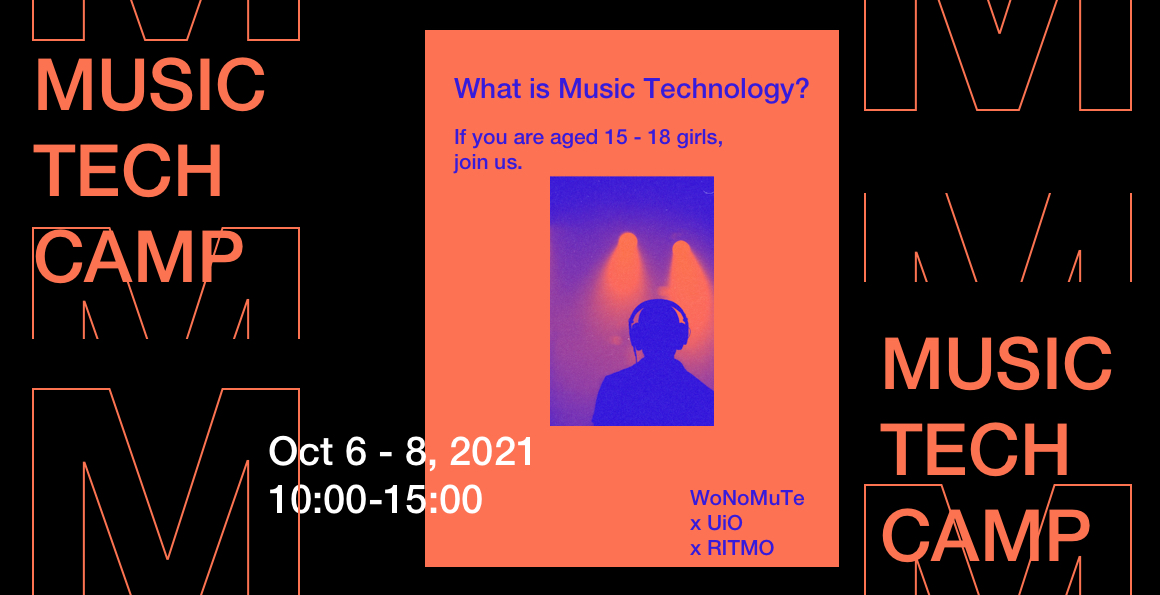 MUSIC
TECH
CAMP
What is Music Technology?
If you are aged 15 - 18 girls,
join us.
Oct 6 - 8, 2021
10:00-15:00
WoNoMuTe
x UiO
x RITMO
MUSIC
TECH
CAMP